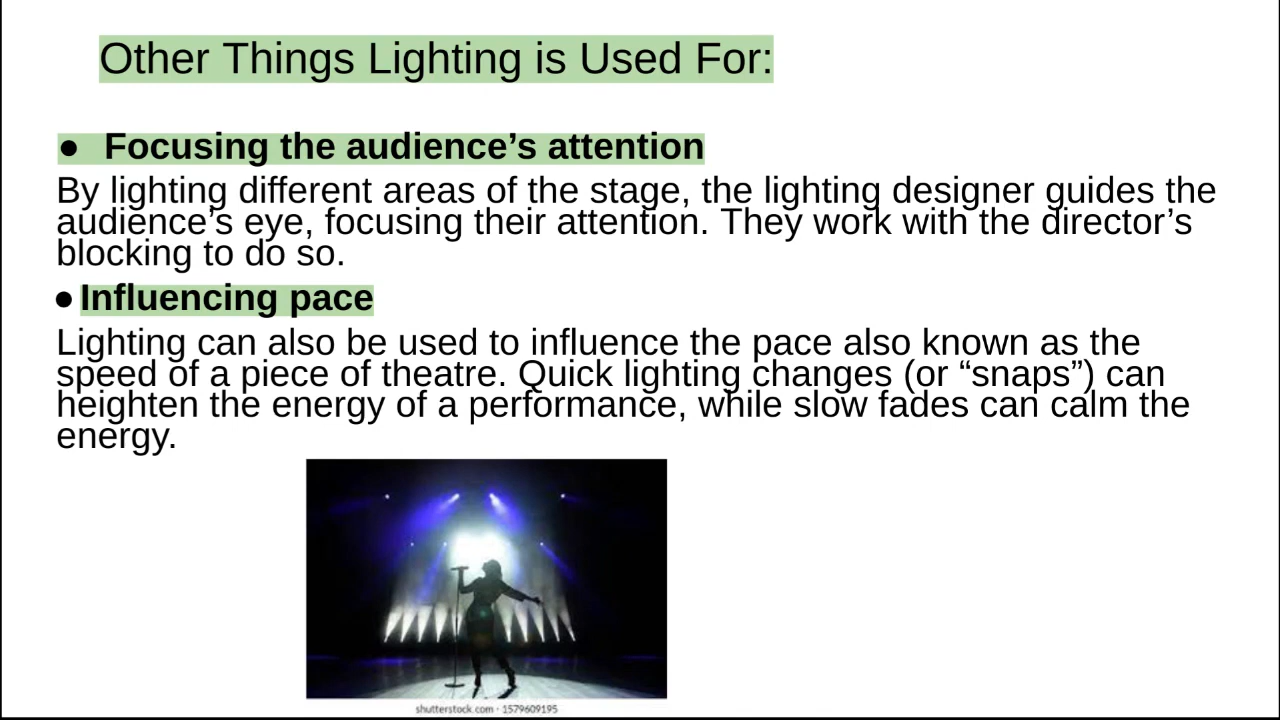 Other Things Lighting is Used For:
● Focusing the audience’s attention
By lighting different areas of the stage, the lighting designer guides the
audience’s eye, focusing their attention. They work with the director’s
blocking to do so.
● Influencing pace
Lighting can also be used to influence the pace also known as the
speed of a piece of theatre. Quick lighting changes (or “snaps”) can
heighten the energy of a performance, while slow fades can calm the
energy.
shutterstock.com · 1579609195